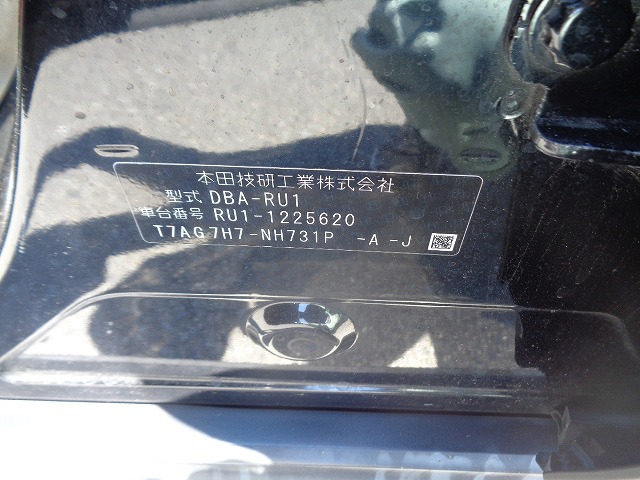 本田技研工業株式会社
型式 DBA-RU1
車台番号 RU1-1225620
T7AG7H7-NH731P -A-J